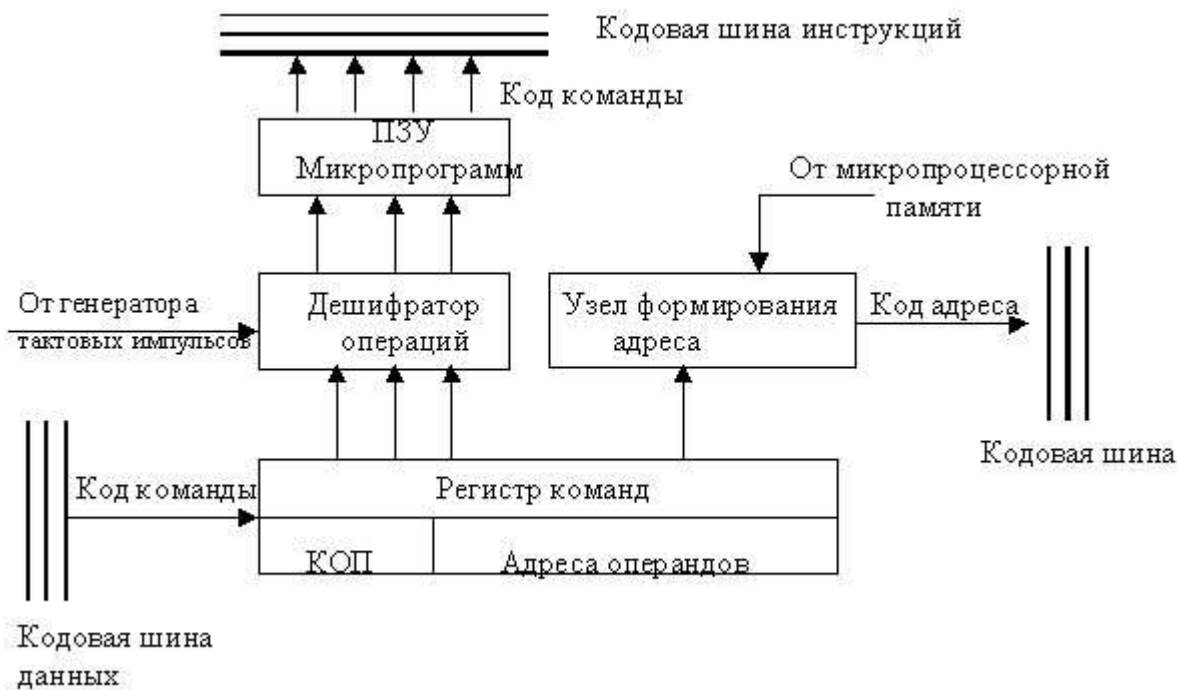 Кодовая шина инструкций
Код команды
ПЗУ
Микропрограмм
От микропроцессорной
памяти
От генератора
тактовых импульсов
Дешифратор
операций
Узел формирования
адреса
Код адреса
Кодовая шина
Код команды
Регистр команд
КОП
Адреса операндов
Кодовая шина
данных